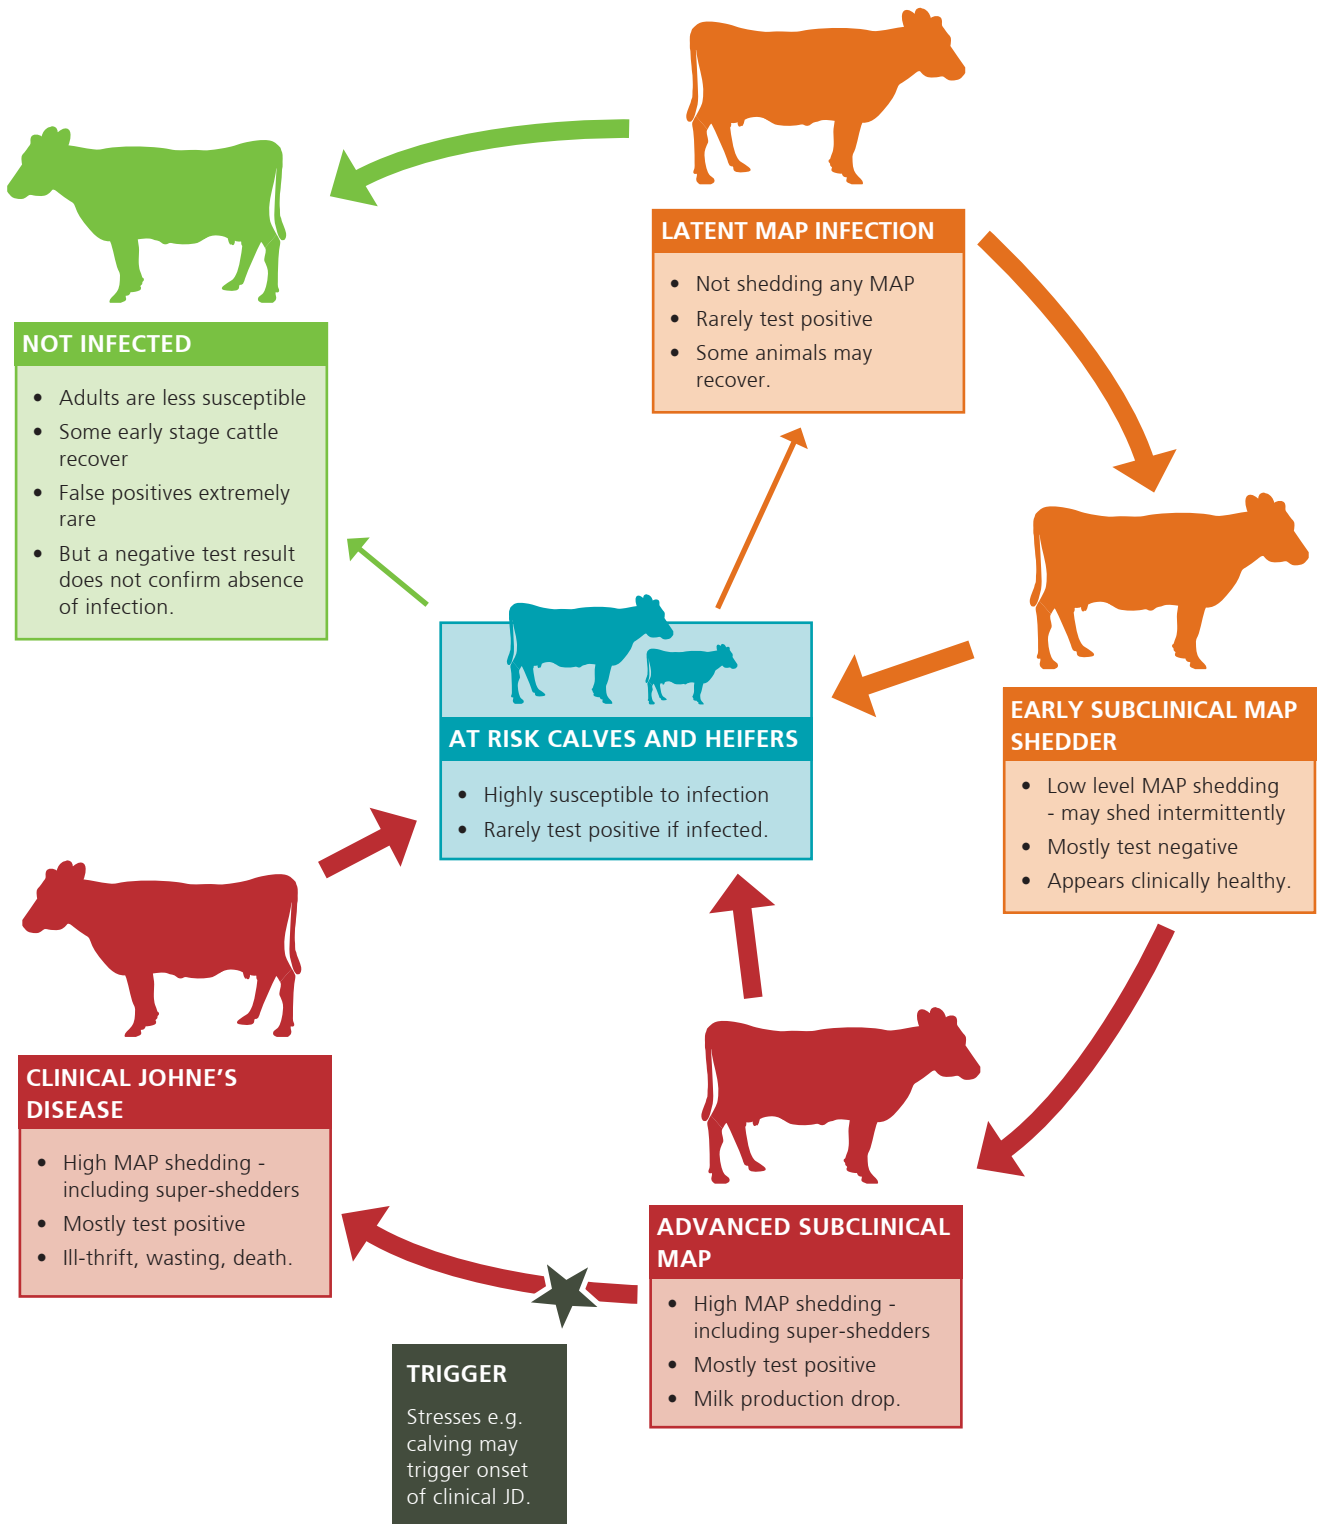 LATENT MAP INFECTION
• Not shedding any MAP
• Rarely test positive
• Some animals may
recover.
NOT INFECTED
• Adults are less susceptible
• Some early stage cattle
recover
• False positives extremely
rare
• But a negative test result
does not confirm absence
of infection.
AT RISK CALVES AND HEIFERS
• Highly susceptible to infection
• Rarely test positive if infected.
EARLY SUBCLINICAL MAP
SHEDDER
• Low level MAP shedding
- may shed intermittently
• Mostly test negative
• Appears clinically healthy.
CLINICAL JOHNE’S
DISEASE
• High MAP shedding -
including super-shedders
• Mostly test positive
• Ill-thrift, wasting, death.
ADVANCED SUBCLINICAL
MAP
• High MAP shedding -
including super-shedders
• Mostly test positive
• Milk production drop.
TRIGGER
Stresses e.g.
calving may
trigger onset
of clinical JD.